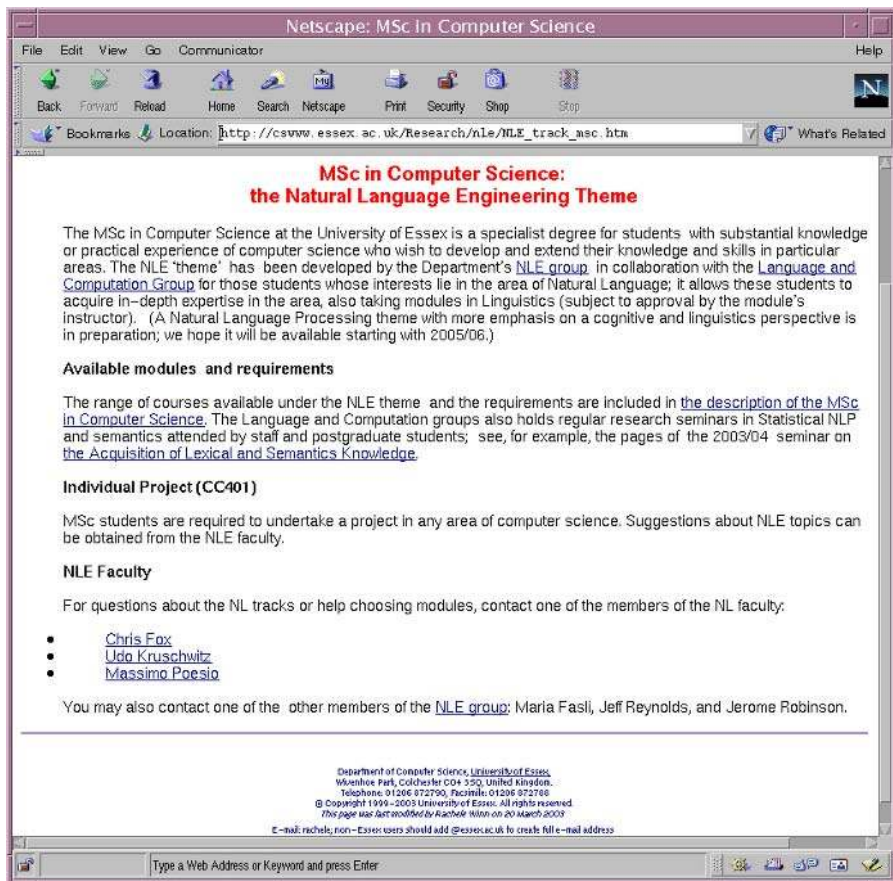 Netscape: MSc in Computer Science
File Edit View Go Communicator Help
Back Forward Reload Home Search Netscape Print Security Shop Stop
Bookmarks Location: http://cswww.essex.ac.uk/Research/nle/NLE_track_msc.htm What's Related
MSc in Computer Science:
the Natural Language Engineering Theme
The MSc in Computer Science at the University of Essex is a specialist degree for students with substantial knowledge
or practical experience of computer science who wish to develop and extend their knowledge and skills in particular
areas. The NLE 'theme' has been developed by the Department's NLE group in collaboration with the Language and
Computation Group for those students whose interests lie in the area of Natural Language; it allows these students to
acquire in-depth expertise in the area, also taking modules in Linguistics (subject to approval by the module's
instructor). (A Natural Language Processing theme with more emphasis on a cognitive and linguistics perspective is
in preparation; we hope it will be available starting with 2005/06.)
Available modules and requirements
The range of courses available under the NLE theme and the requirements are included in the description of the MSc
in Computer Science. The Language and Computation groups also holds regular research seminars in Statistical NLP
and semantics attended by staff and postgraduate students; see, for example, the pages of the 2003/04 seminar on
the Acquisition of Lexical and Semantics Knowledge.
Individual Project (CC401)
MSc students are required to undertake a project in any area of computer science. Suggestions about NLE topics can
be obtained from the NLE faculty.
NLE Faculty
For questions about the NL tracks or help choosing modules, contact one of the members of the NL faculty:
• Chris Fox
• Udo Kruschwitz
• Massimo Poesio
You may also contact one of the other members of the NLE group: Maria Fasli, Jeff Reynolds, and Jerome Robinson.
Department of Computer Science, University of Essex,
Wivenhoe Park, Colchester CO4 3SQ, United Kingdom.
Telephone: 01206 872790, Facsimile: 01206 872788
© Copyright 1999-2003 University of Essex. All rights reserved.
This page was last modified by Rachele Winn on 20 March 2003
E-mail: rachele; non-Essex users should add @essex.ac.uk to create full e-mail address
Type a Web Address or Keyword and press Enter